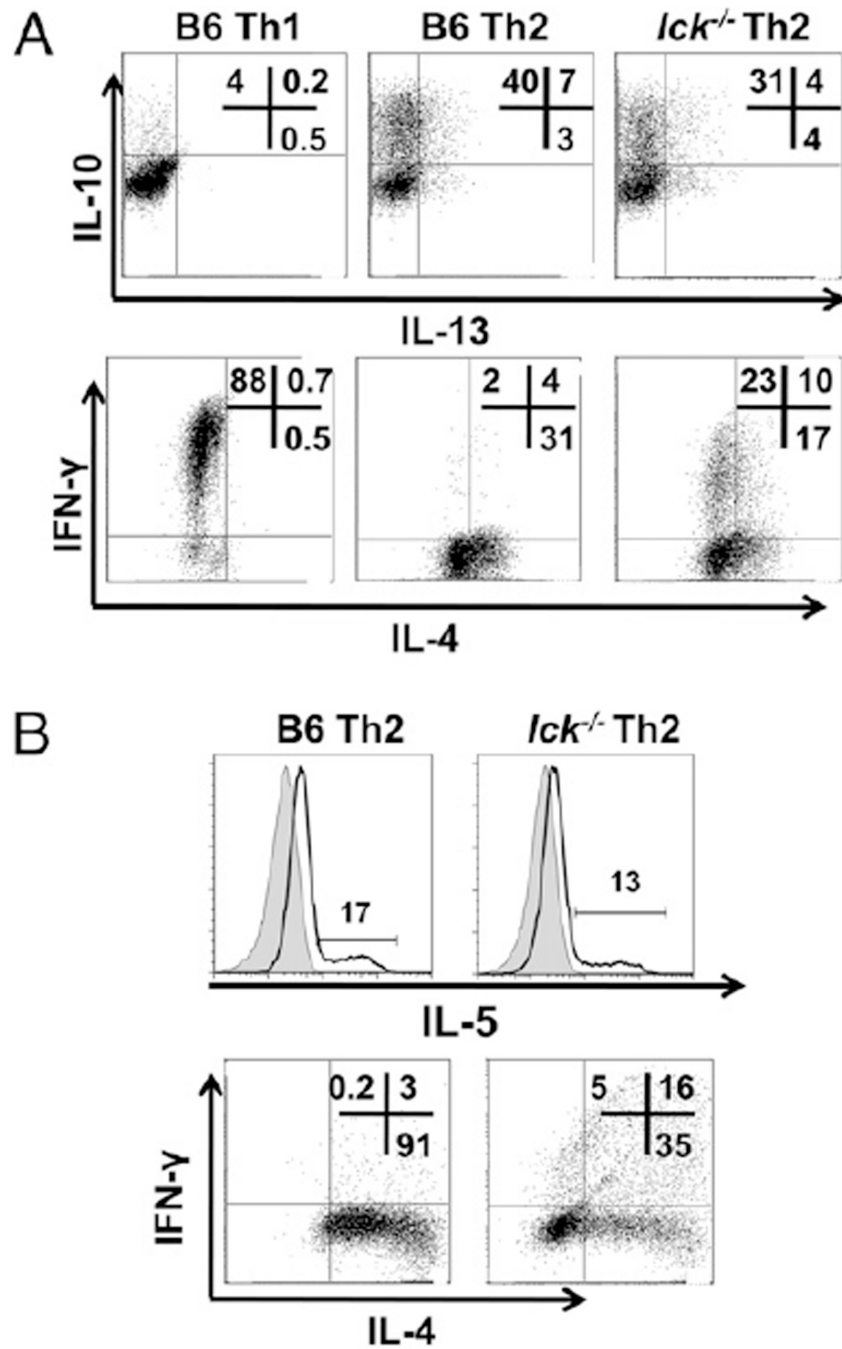 A
B6 Th1
B6 Th2
lck-/- Th2
4 0.2
0.5
40 7
3
31 4
4
IL-10
IL-13
88 0.7
0.5
2 4
31
23 10
17
IFN-γ
IL-4
B
B6 Th2
lck-/- Th2
17
13
IL-5
0.2 3
91
5 16
35
IFN-γ
IL-4